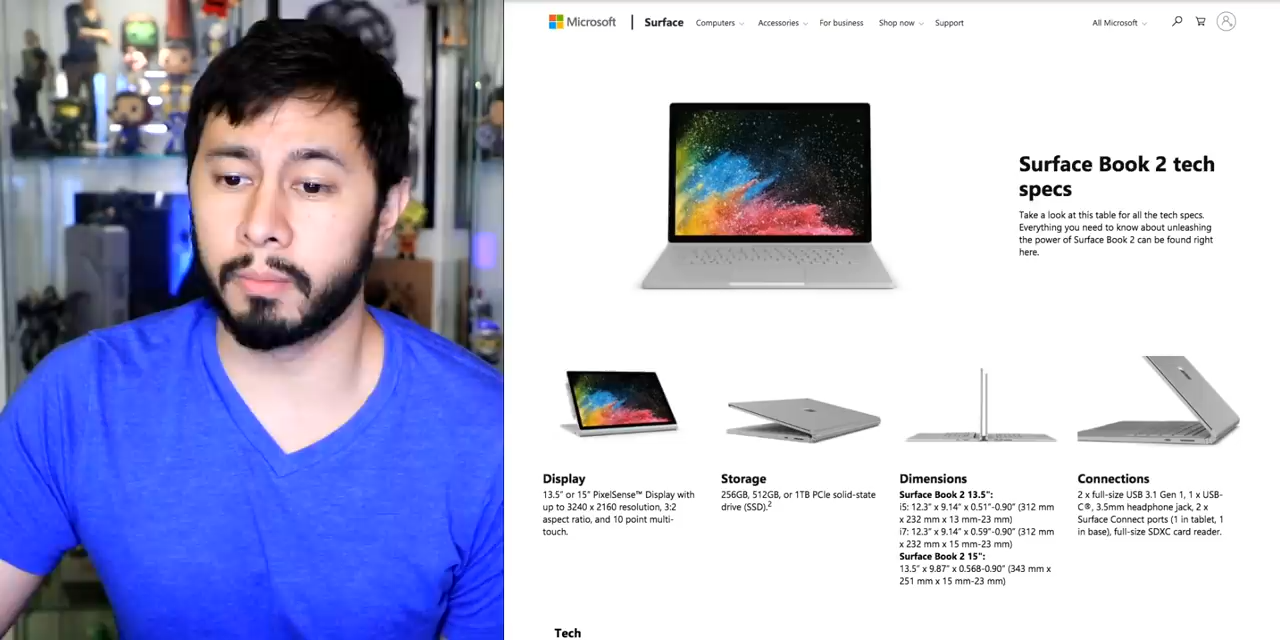 Microsoft | Surface Computers Accessories For business Shop now Support All Microsoft
Surface Book 2 tech
specs
Take a look at this table for all the tech specs.
Everything you need to know about unleashing
the power of Surface Book 2 can be found right
here.
Display
13.5" or 15" PixelSense™ Display with
up to 3240 x 2160 resolution, 3:2
aspect ratio, and 10 point multi-
touch.
Storage
256GB, 512GB, or 1TB PCIe solid-state
drive (SSD).²
Dimensions
Surface Book 2 13.5":
i5: 12.3" x 9.14" x 0.51"-0.90" (312 mm
x 232 mm x 13 mm-23 mm)
i7: 12.3" x 9.14" x 0.59"-0.90" (312 mm
x 232 mm x 15 mm-23 mm)
Surface Book 2 15":
13.5" x 9.87" x 0.568-0.90" (343 mm x
251 mm x 15 mm-23 mm)
Connections
2 x full-size USB 3.1 Gen 1, 1 x USB-
C®, 3.5mm headphone jack, 2 x
Surface Connect ports (1 in tablet, 1
in base), full-size SDXC card reader.
Tech